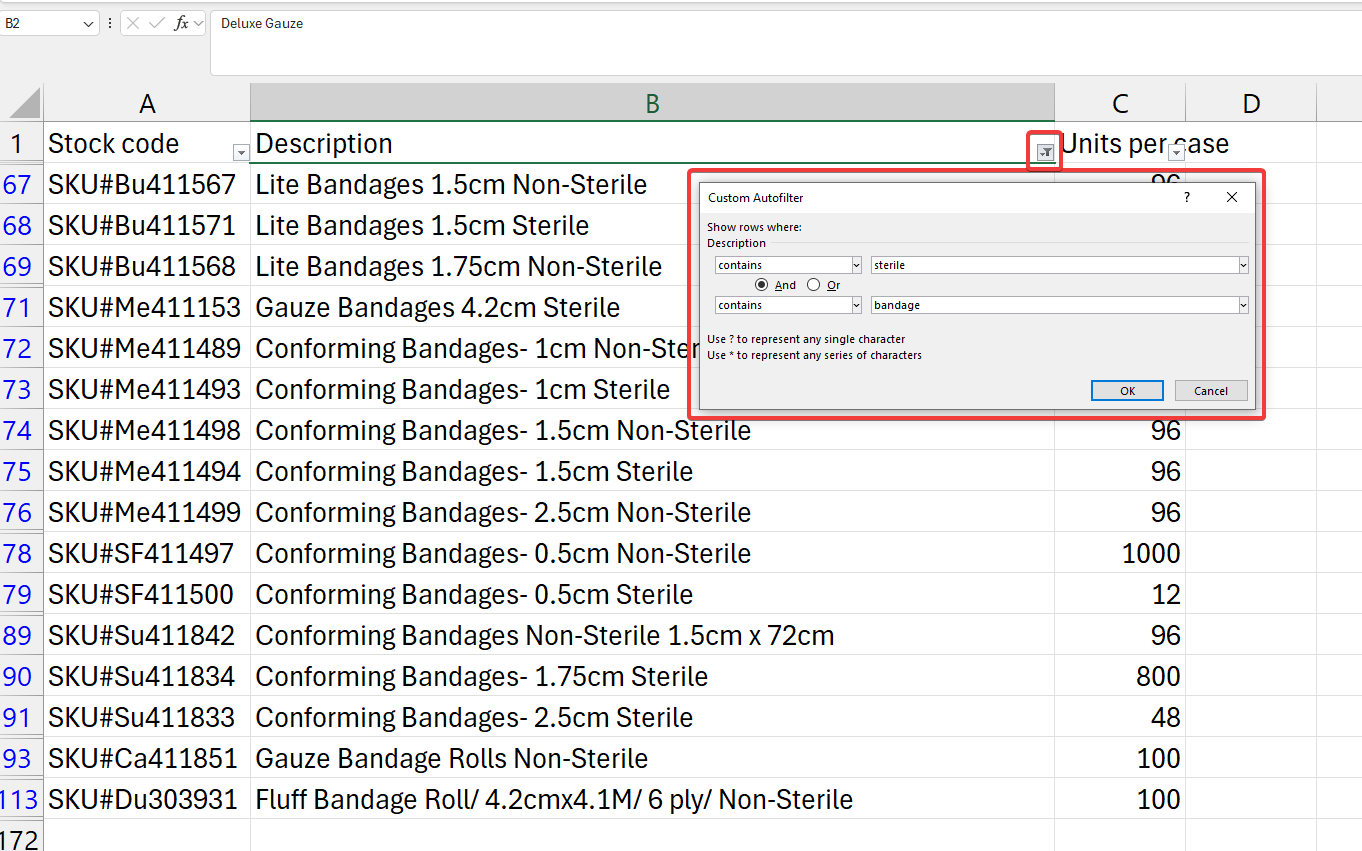 B2 fx Deluxe Gauze
A B C D
1 Stock code Description Units per case
67 SKU#Bu411567 Lite Bandages 1.5cm Non-Sterile
68 SKU#Bu411571 Lite Bandages 1.5cm Sterile
69 SKU#Bu411568 Lite Bandages 1.75cm Non-Sterile
71 SKU#Me411153 Gauze Bandages 4.2cm Sterile
72 SKU#Me411489 Conforming Bandages- 1cm Non-Ster
73 SKU#Me411493 Conforming Bandages- 1cm Sterile
Custom Autofilter ?
Show rows where:
Description
contains sterile
And Or
contains bandage
Use ? to represent any single character
Use * to represent any series of characters
OK Cancel
74 SKU#Me411498 Conforming Bandages- 1.5cm Non-Sterile 96
75 SKU#Me411494 Conforming Bandages- 1.5cm Sterile 96
76 SKU#Me411499 Conforming Bandages- 2.5cm Non-Sterile 96
78 SKU#SF411497 Conforming Bandages- 0.5cm Non-Sterile 1000
79 SKU#SF411500 Conforming Bandages- 0.5cm Sterile 12
89 SKU#Su411842 Conforming Bandages Non-Sterile 1.5cm x 72cm 96
90 SKU#Su411834 Conforming Bandages- 1.75cm Sterile 800
91 SKU#Su411833 Conforming Bandages- 2.5cm Sterile 48
93 SKU#Ca411851 Gauze Bandage Rolls Non-Sterile 100
113 SKU#Du303931 Fluff Bandage Roll/ 4.2cmx4.1M/ 6 ply/ Non-Sterile 100
172